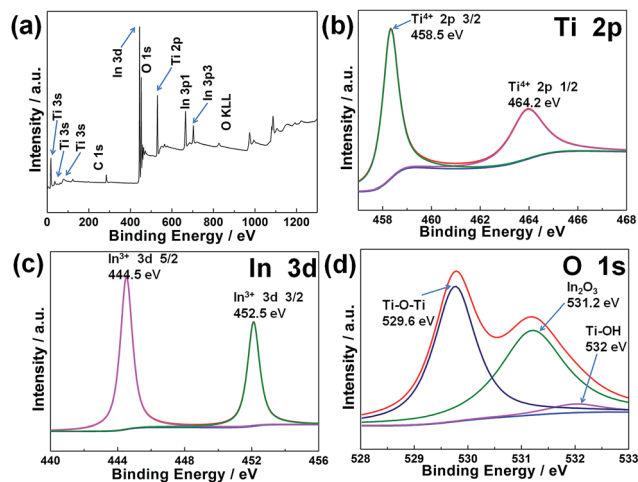 (a)
Intensity / a.u.
Ti 3s
Ti 3s
Ti 3s
C 1s
In 3d
O 1s
Ti 2p
In 3p1
In 3p3
O KLL
0 200 400 600 800 1000 1200
Binding Energy / eV
(b)
Ti 2p
Intensity / a.u.
Ti⁴⁺ 2p 3/2
458.5 eV
Ti⁴⁺ 2p 1/2
464.2 eV
458 460 462 464 466 468
Binding Energy / eV
(c)
In 3d
Intensity / a.u.
In³⁺ 3d 5/2
444.5 eV
In³⁺ 3d 3/2
452.5 eV
440 444 448 452 456
Binding Energy / eV
(d)
O 1s
Intensity / a.u.
Ti-O-Ti
529.6 eV
In₂O₃
531.2 eV
Ti-OH
532 eV
528 529 530 531 532 533
Binding Energy / eV